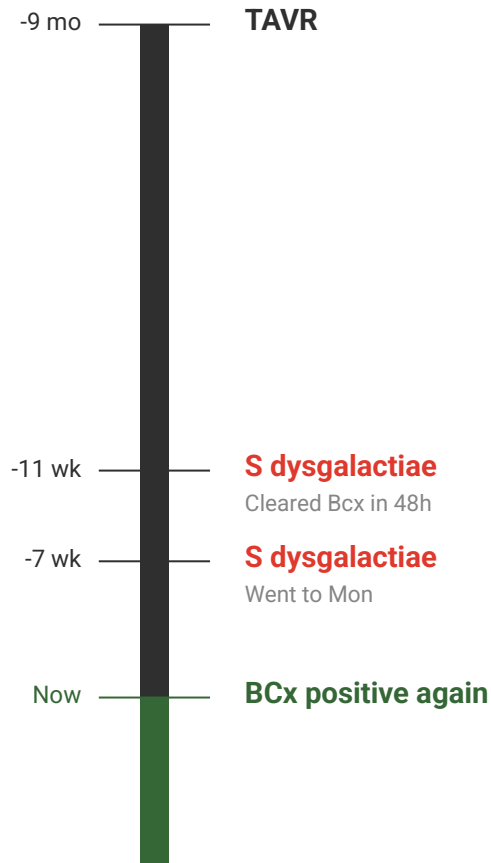 -9 mo TAVR
-11 wk S dysgalactiae
Cleared Bcx in 48h
-7 wk S dysgalactiae
Went to Mon
Now BCx positive again